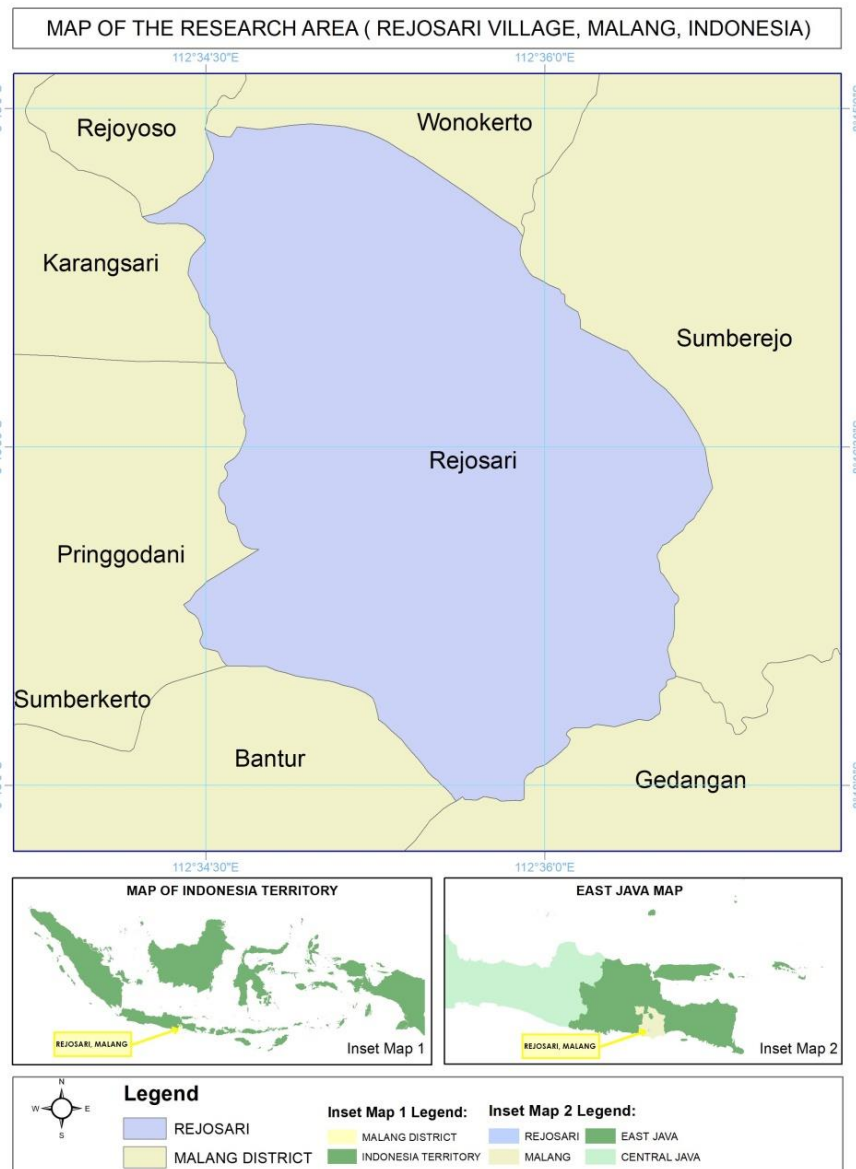 MAP OF THE RESEARCH AREA ( REJOSARI VILLAGE, MALANG, INDONESIA)
112°34'30"E
112°36'0"E
Rejoyoso
Wonokerto
Karangsari
Sumberejo
Rejosari
Pringgodani
Sumberkerto
Bantur
Gedangan
112°34'30"E
112°36'0"E
MAP OF INDONESIA TERRITORY
REJOSARI, MALANG
Inset Map 1
EAST JAVA MAP
REJOSARI, MALANG
Inset Map 2
N
W
E
S
Legend
REJOSARI
MALANG DISTRICT
Inset Map 1 Legend:
MALANG DISTRICT
INDONESIA TERRITORY
Inset Map 2 Legend:
REJOSARI
MALANG
EAST JAVA
CENTRAL JAVA